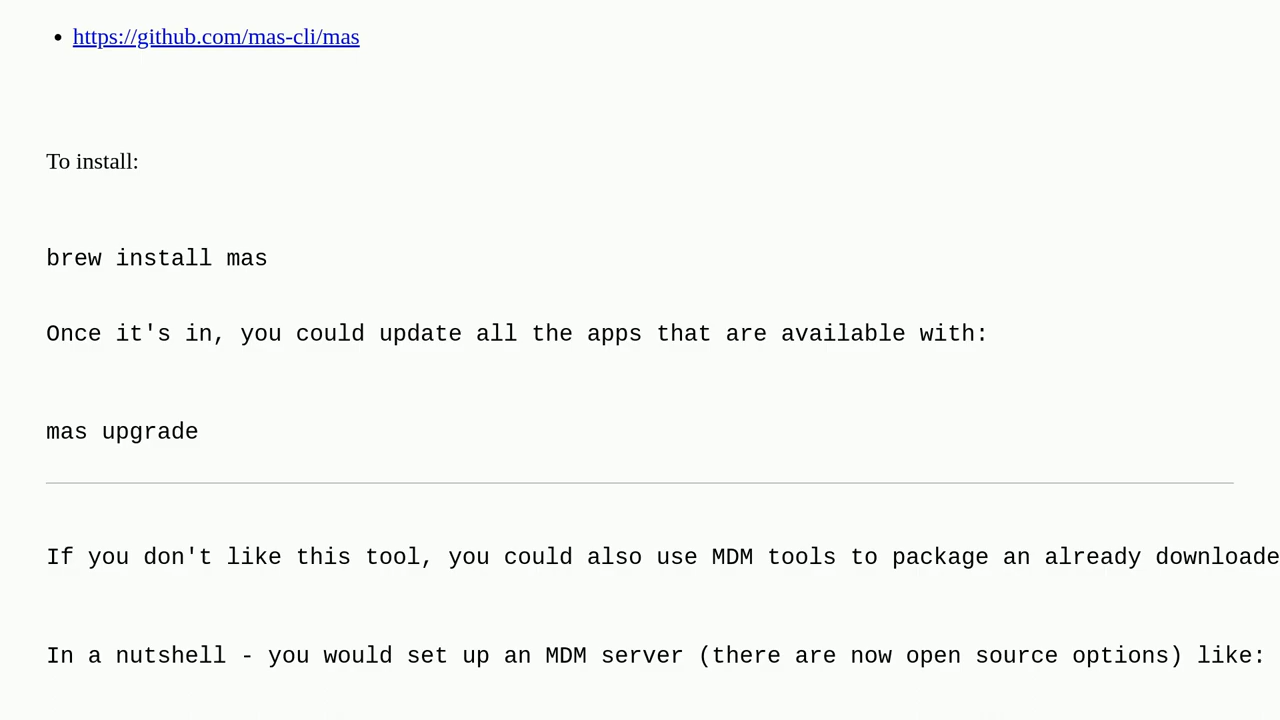 https://github.com/mas-cli/mas
To install:
brew install mas
Once it's in, you could update all the apps that are available with:
mas upgrade
If you don't like this tool, you could also use MDM tools to package an already downloade
In a nutshell - you would set up an MDM server (there are now open source options) like: